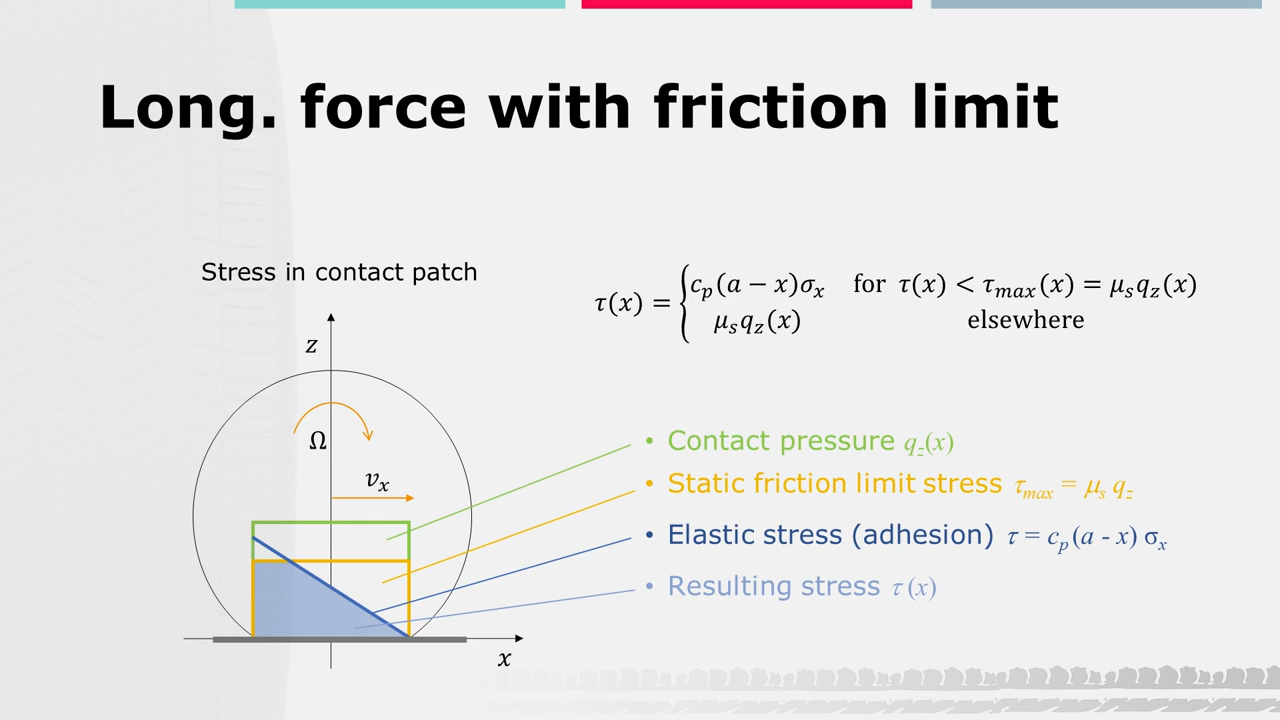 Long. force with friction limit
Stress in contact patch
τ(x) = { c_p(a − x)σ_x for τ(x) < τ_max(x) = μ_s q_z(x)
μ_s q_z(x) elsewhere
z
Ω
v_x
x
• Contact pressure q_z(x)
• Static friction limit stress τ_max = μ_s q_z
• Elastic stress (adhesion) τ = c_p (a - x) σ_x
• Resulting stress τ (x)